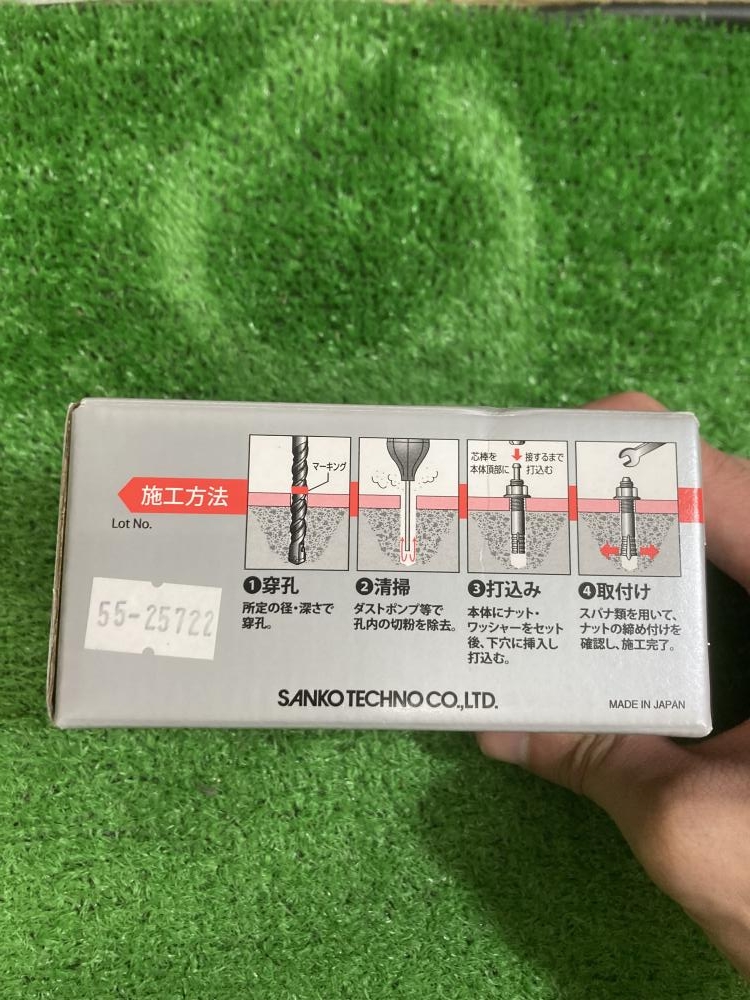 施工方法
Lot No.
55-25722
マーキング
芯棒を 接するまで
本体頂部に 打込む
❶穿孔
所定の径・深さで
穿孔。
❷清掃
ダストポンプ等で
孔内の切粉を除去。
❸打込み
本体にナット・
ワッシャーをセット
後、下穴に挿入し
打込む。
❹取付け
スパナ類を用いて、
ナットの締め付けを
確認し、施工完了。
SANKO TECHNO CO.,LTD.
MADE IN JAPAN